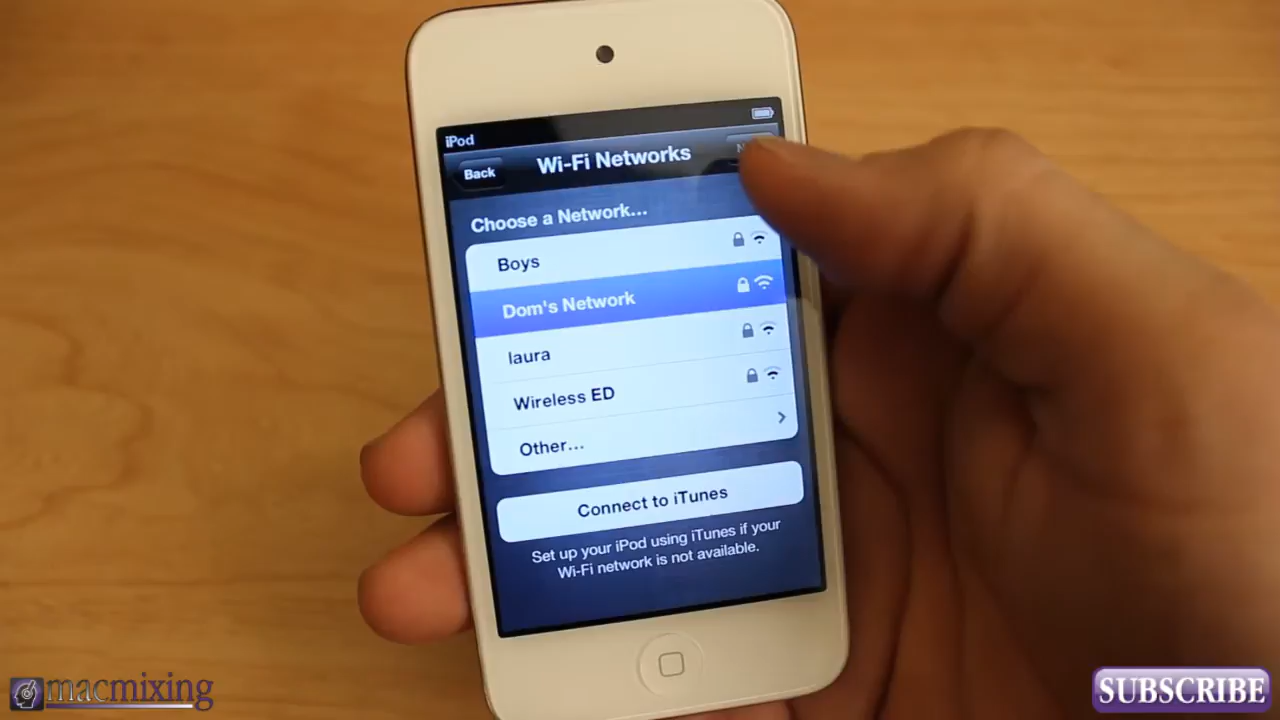 iPod
Back
Wi-Fi Networks
Choose a Network...
Boys
Dom's Network
laura
Wireless ED
Other...
Connect to iTunes
Set up your iPod using iTunes if your
Wi-Fi network is not available.
macmixing
SUBSCRIBE